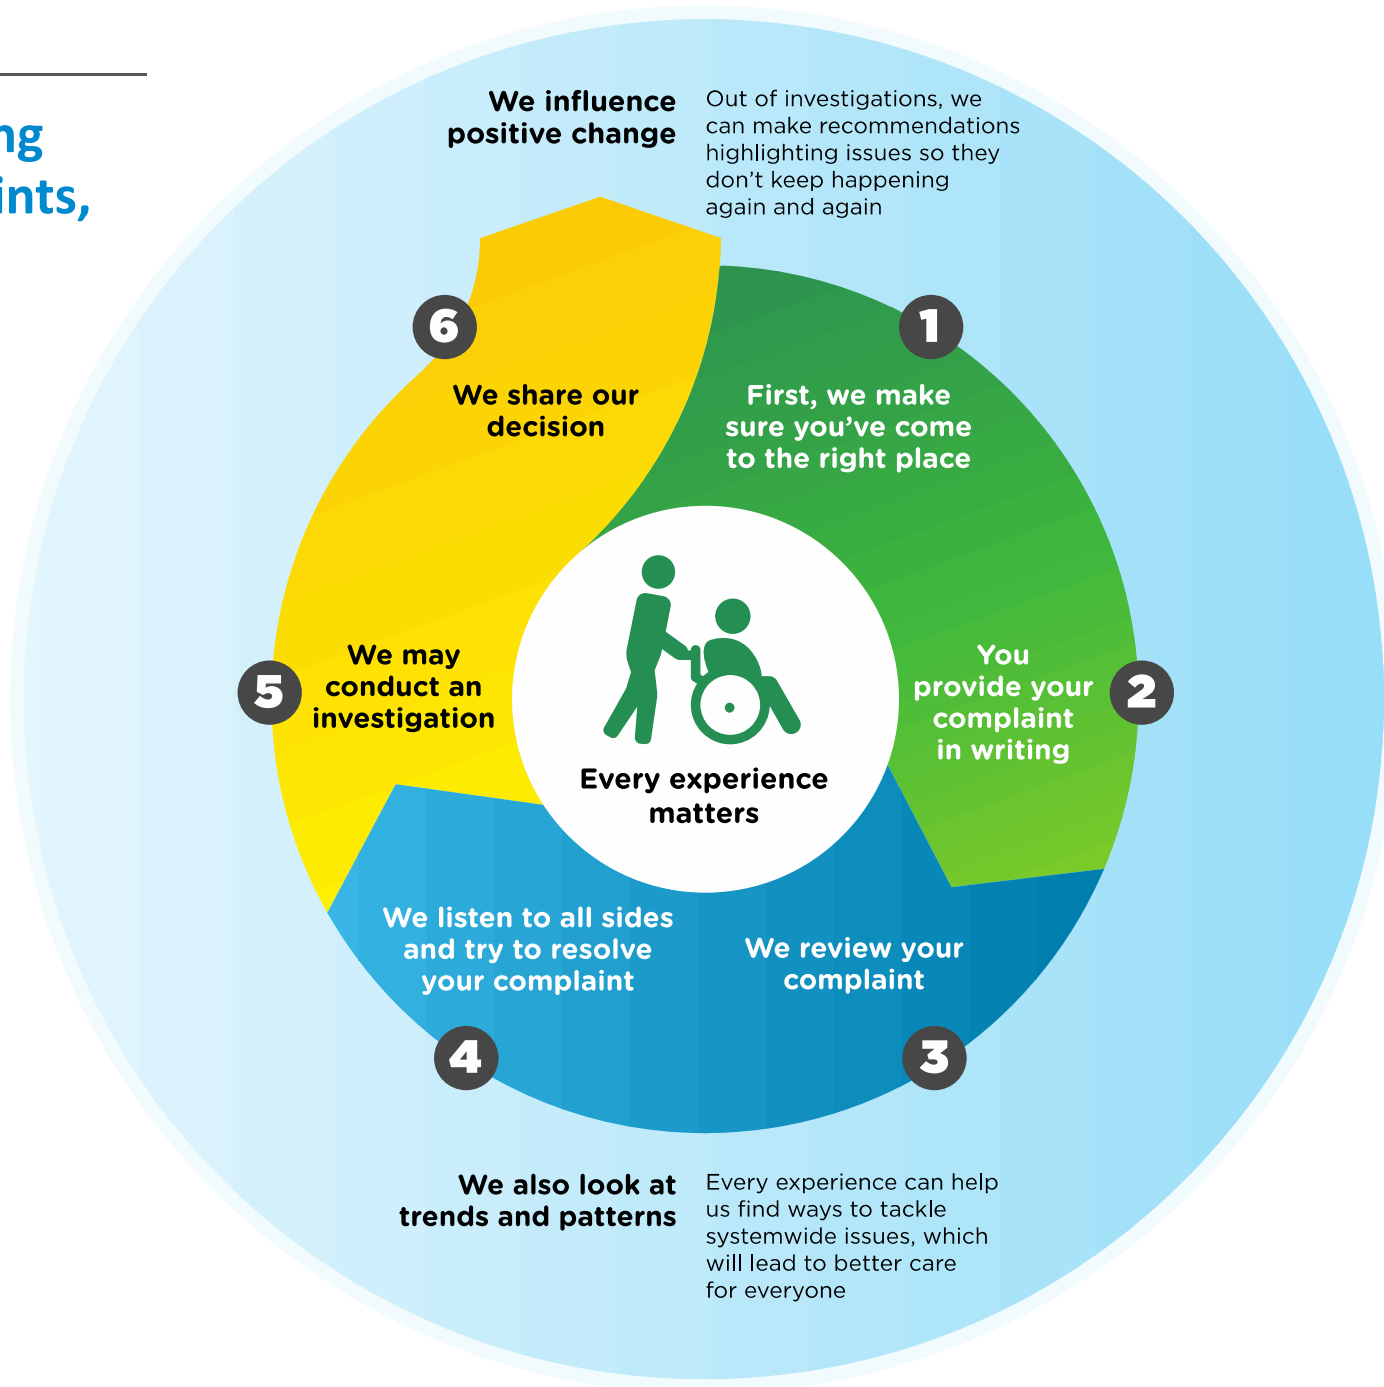 ng
ints,
We influence
positive change
Out of investigations, we
can make recommendations
highlighting issues so they
don’t keep happening
again and again
1
First, we make
sure you’ve come
to the right place
2
You
provide your
complaint
in writing
3
We review your
complaint
4
We listen to all sides
and try to resolve
your complaint
5
We may
conduct an
investigation
6
We share our
decision
Every experience
matters
We also look at
trends and patterns
Every experience can help
us find ways to tackle
systemwide issues, which
will lead to better care
for everyone